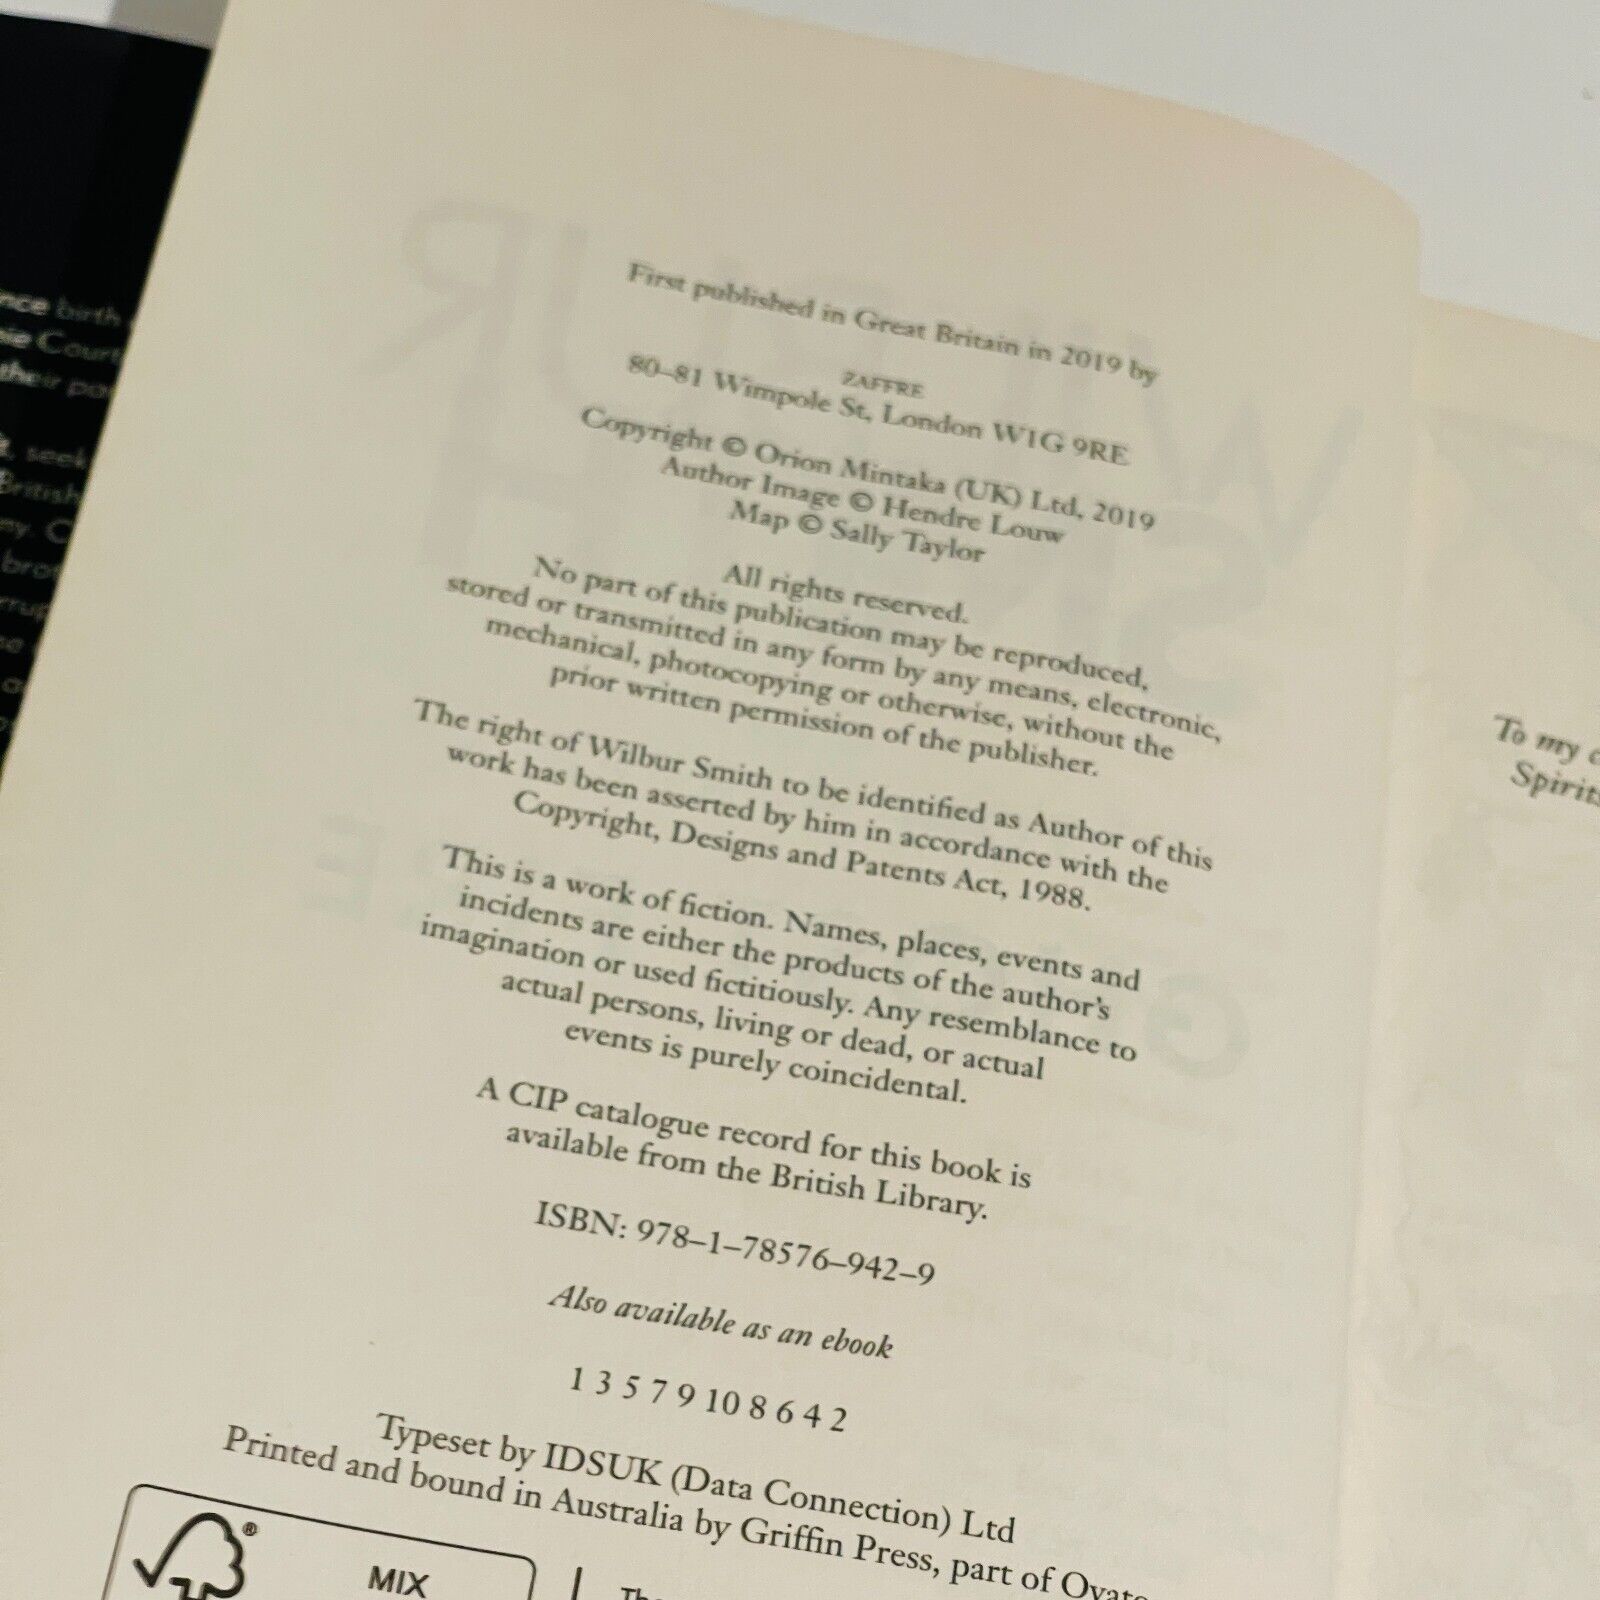 First published in Great Britain in 2019 by
ZAFFRE
80–81 Wimpole St, London W1G 9RE
Copyright © Orion Mintaka (UK) Ltd, 2019
Author Image © Hendre Louw
Map © Sally Taylor
All rights reserved.
No part of this publication may be reproduced,
stored or transmitted in any form by any means, electronic,
mechanical, photocopying or otherwise, without the
prior written permission of the publisher.
The right of Wilbur Smith to be identified as Author of this
work has been asserted by him in accordance with the
Copyright, Designs and Patents Act, 1988.
This is a work of fiction. Names, places, events and
incidents are either the products of the author's
imagination or used fictitiously. Any resemblance to
actual persons, living or dead, or actual
events is purely coincidental.
A CIP catalogue record for this book is
available from the British Library.
ISBN: 978–1–78576–942–9
Also available as an ebook
1 3 5 7 9 10 8 6 4 2
Typeset by IDSUK (Data Connection) Ltd
Printed and bound in Australia by Griffin Press, part of
® MIX
To my
Spirits
birth
their
seek
British